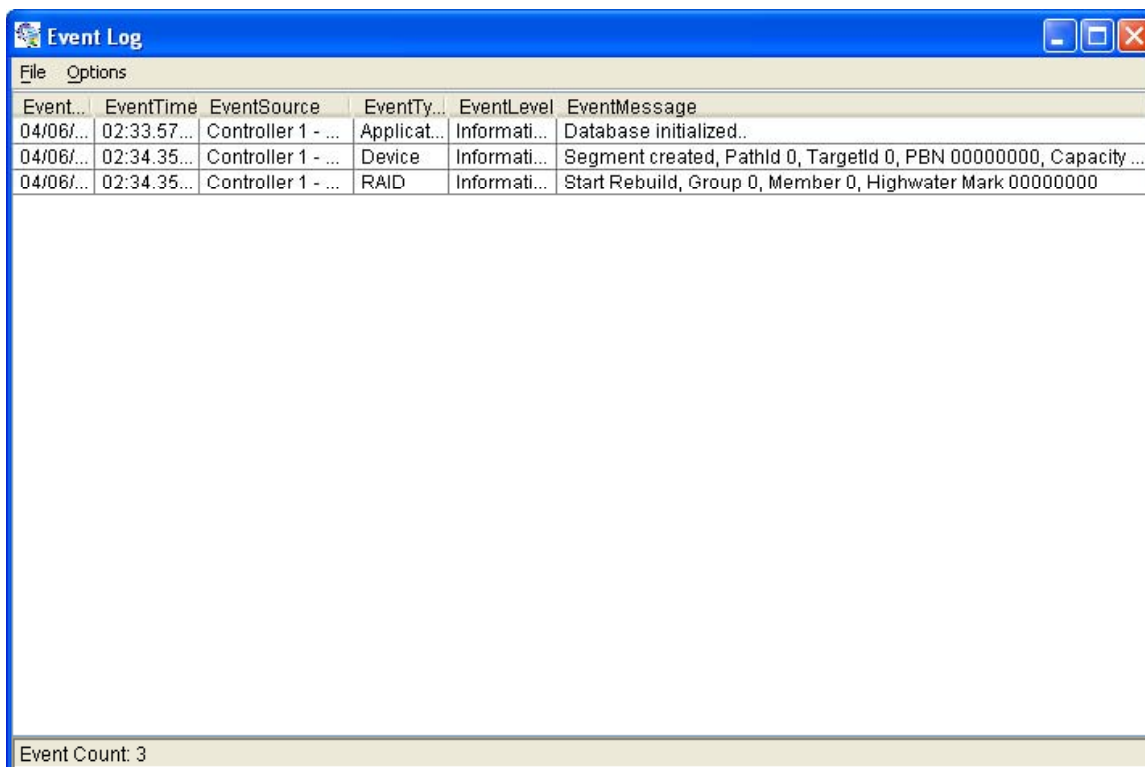 Event Log
File Options
Event... EventTime EventSource EventTy... EventLevel EventMessage
04/06/... 02:33.57... Controller 1 - ... Applicat... Informati... Database initialized..
04/06/... 02:34.35... Controller 1 - ... Device Informati... Segment created, PathId 0, TargetId 0, PBN 00000000, Capacity ...
04/06/... 02:34.35... Controller 1 - ... RAID Informati... Start Rebuild, Group 0, Member 0, Highwater Mark 00000000
Event Count: 3